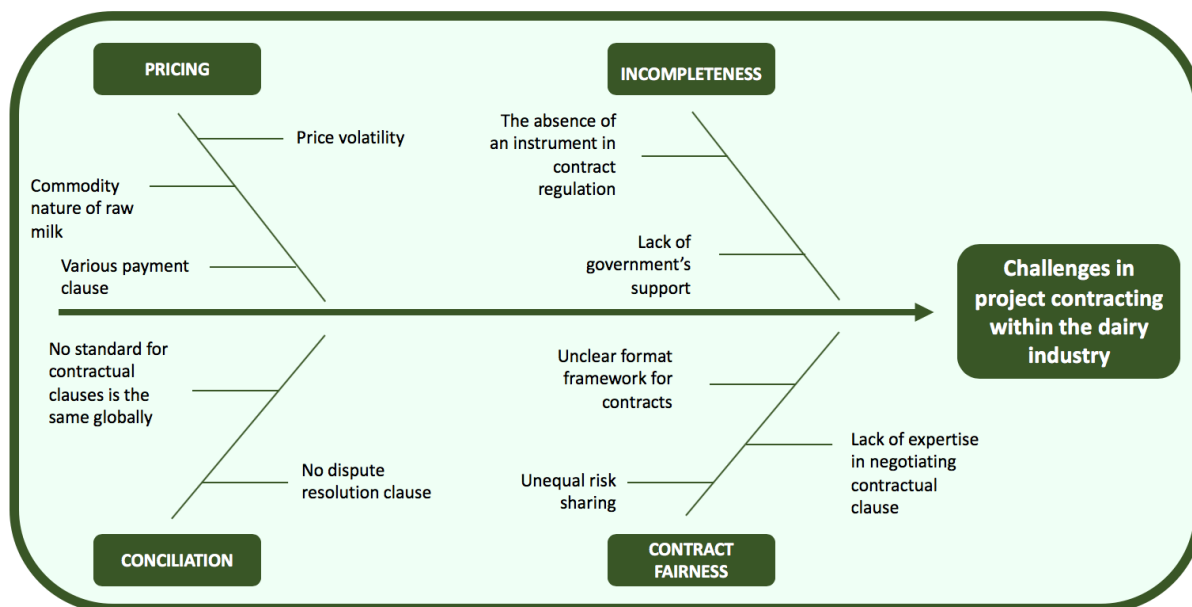 PRICING
Price volatility
Commodity
nature of raw
milk
Various payment
clause
INCOMPLETENESS
The absence of
an instrument in
contract
regulation
Lack of
government’s
support
Challenges in
project contracting
within the dairy
industry
No standard for
contractual
clauses is the
same globally
No dispute
resolution clause
CONCILIATION
Unclear format
framework for
contracts
Lack of expertise
in negotiating
contractual
clause
Unequal risk
sharing
CONTRACT
FAIRNESS